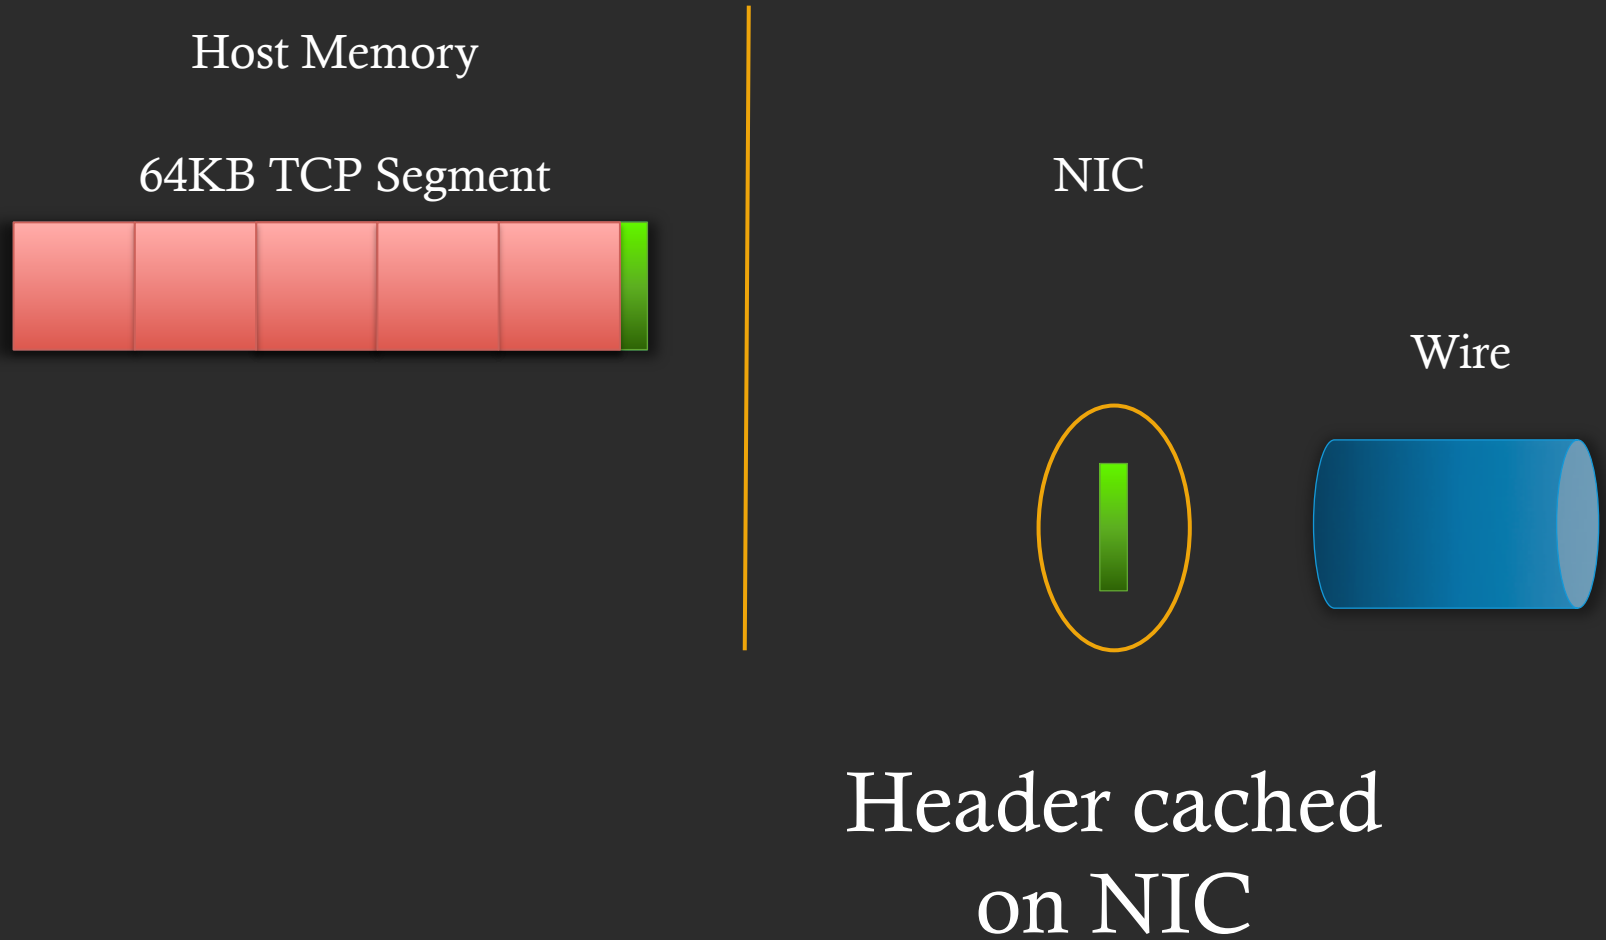 Host Memory
64KB TCP Segment
NIC
Wire
Header cached
on NIC